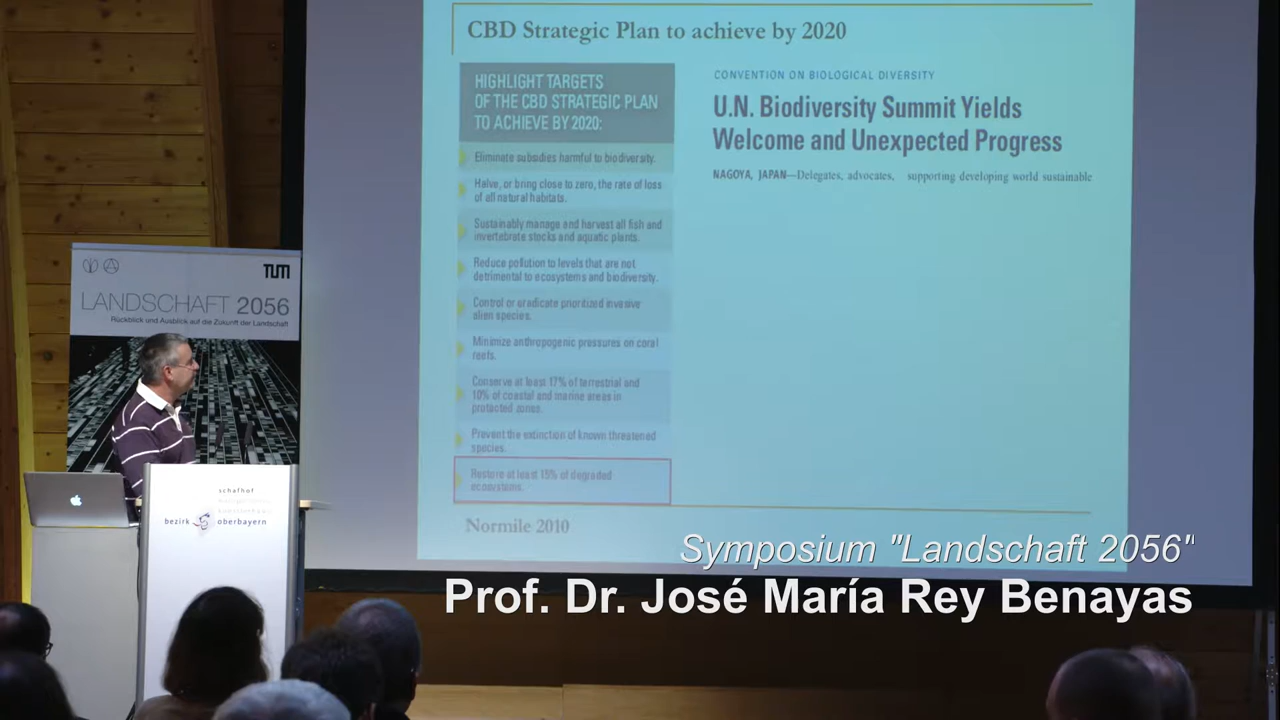 CBD Strategic Plan to achieve by 2020
HIGHLIGHT TARGETS
OF THE CBD STRATEGIC PLAN
TO ACHIEVE BY 2020:
Eliminate subsidies harmful to biodiversity.
Halve, or bring close to zero, the rate of loss
of all natural habitats.
Sustainably manage and harvest all fish and
invertebrate stocks and aquatic plants.
Reduce pollution to levels that are not
detrimental to ecosystems and biodiversity.
Control or eradicate prioritized invasive
alien species.
Minimize anthropogenic pressures on coral
reefs.
Conserve at least 17% of terrestrial and
10% of coastal and marine areas in
protected zones.
Prevent the extinction of known threatened
species.
Restore at least 15% of degraded
ecosystems.
CONVENTION ON BIOLOGICAL DIVERSITY
U.N. Biodiversity Summit Yields
Welcome and Unexpected Progress
NAGOYA, JAPAN—Delegates, advocates, supporting developing world sustainable
Normile 2010
TUM
LANDSCHAFT 2056
Rückblick und Ausblick auf die Zukunft der Landschaft
schafhof
bezirk oberbayern
Symposium "Landschaft 2056"
Prof. Dr. José María Rey Benayas